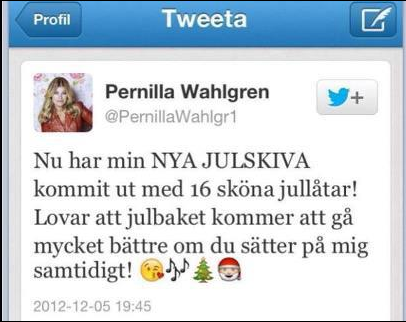 Profil
Tweeta
Pernilla Wahlgren
@PernillaWahlgr1
Nu har min NYA JULSKIVA
kommit ut med 16 sköna jullåtar!
Lovar att julbaket kommer att gå
mycket bättre om du sätter på mig
samtidigt! 😘🎶🎄🎅
2012-12-05 19:45